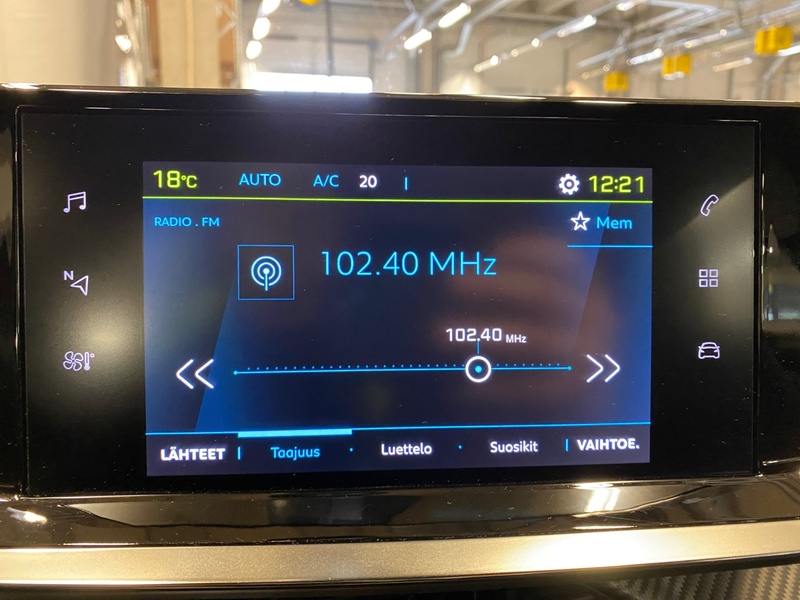 18°C AUTO A/C 20 12:21
RADIO . FM
Mem
102.40 MHz
102.40 MHz
N
LÄHTEET Taajuus Luettelo Suosikit VAIHTOE.